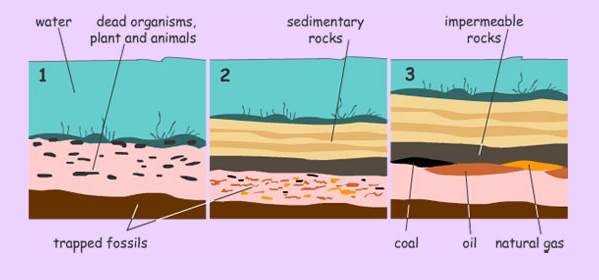 water
dead organisms,
plant and animals
sedimentary
rocks
impermeable
rocks
1
2
3
trapped fossils
coal
oil
natural gas